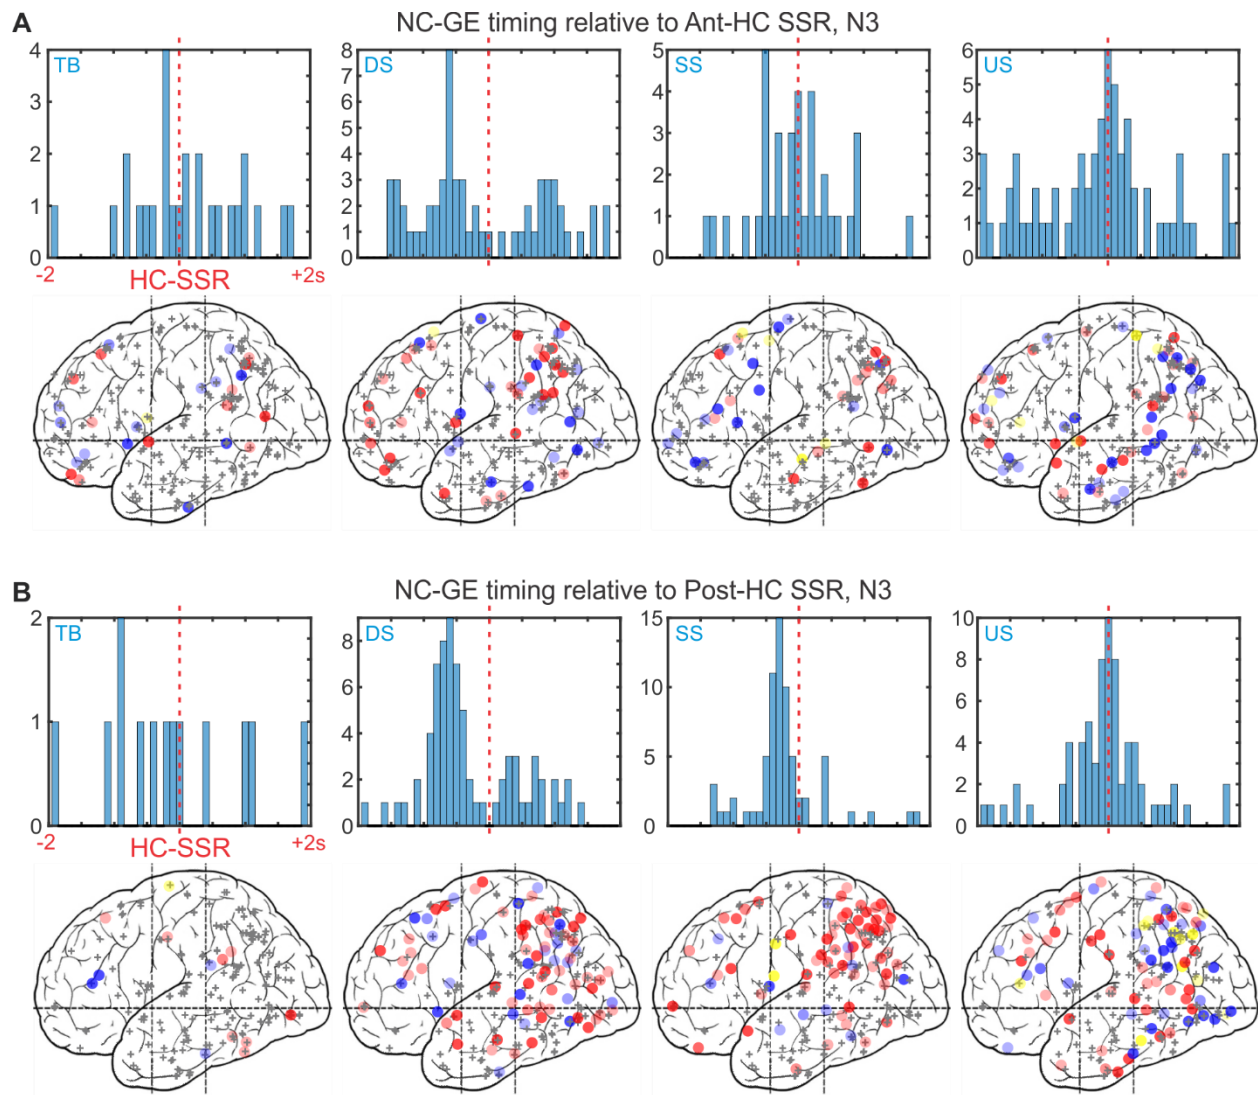 A
NC-GE timing relative to Ant-HC SSR, N3
TB
DS
SS
US
4
3
2
1
0
8
7
6
5
4
3
2
1
0
5
4
3
2
1
0
6
5
4
3
2
1
0
-2
HC-SSR
+2s
B
NC-GE timing relative to Post-HC SSR, N3
TB
DS
SS
US
2
1
0
8
6
4
2
0
15
10
5
0
10
8
6
4
2
0
-2
HC-SSR
+2s